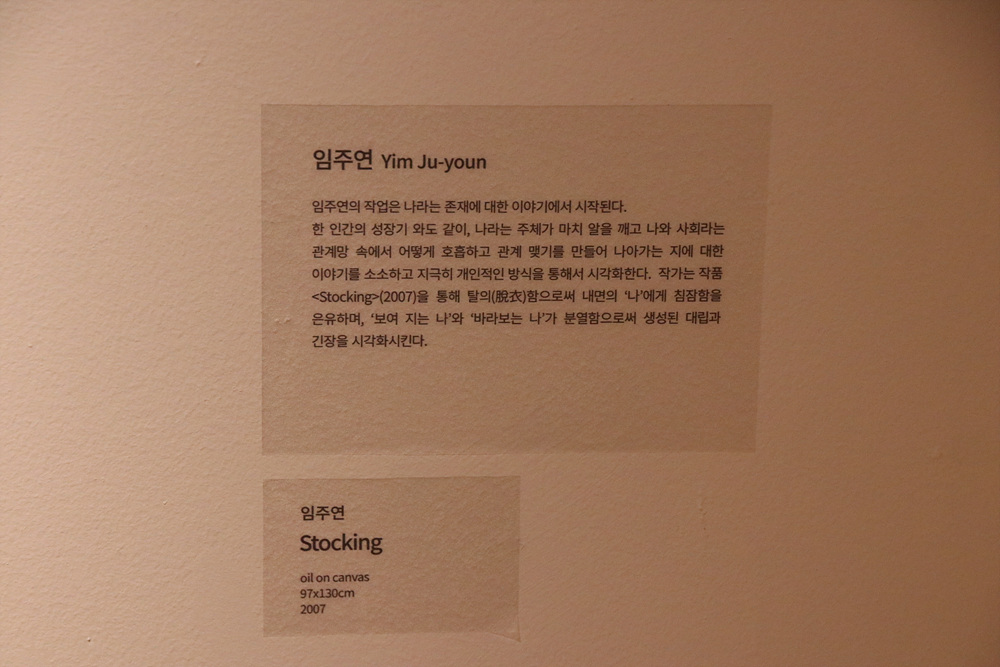 임주연 Yim Ju-youn
임주연의 작업은 나라는 존재에 대한 이야기에서 시작된다.
한 인간의 성장기 와도 같이, 나라는 주체가 마치 알을 깨고 나와 사회라는
관계망 속에서 어떻게 호흡하고 관계 맺기를 만들어 나아가는 지에 대한
이야기를 소소하고 지극히 개인적인 방식을 통해서 시각화한다. 작가는 작품
<Stocking>(2007)을 통해 탈의(脫衣)함으로써 내면의 ‘나’에게 침잠함을
은유하며, ‘보여 지는 나’와 ‘바라보는 나’가 분열함으로써 생성된 대립과
긴장을 시각화시킨다.
임주연
Stocking
oil on canvas
97x130cm
2007